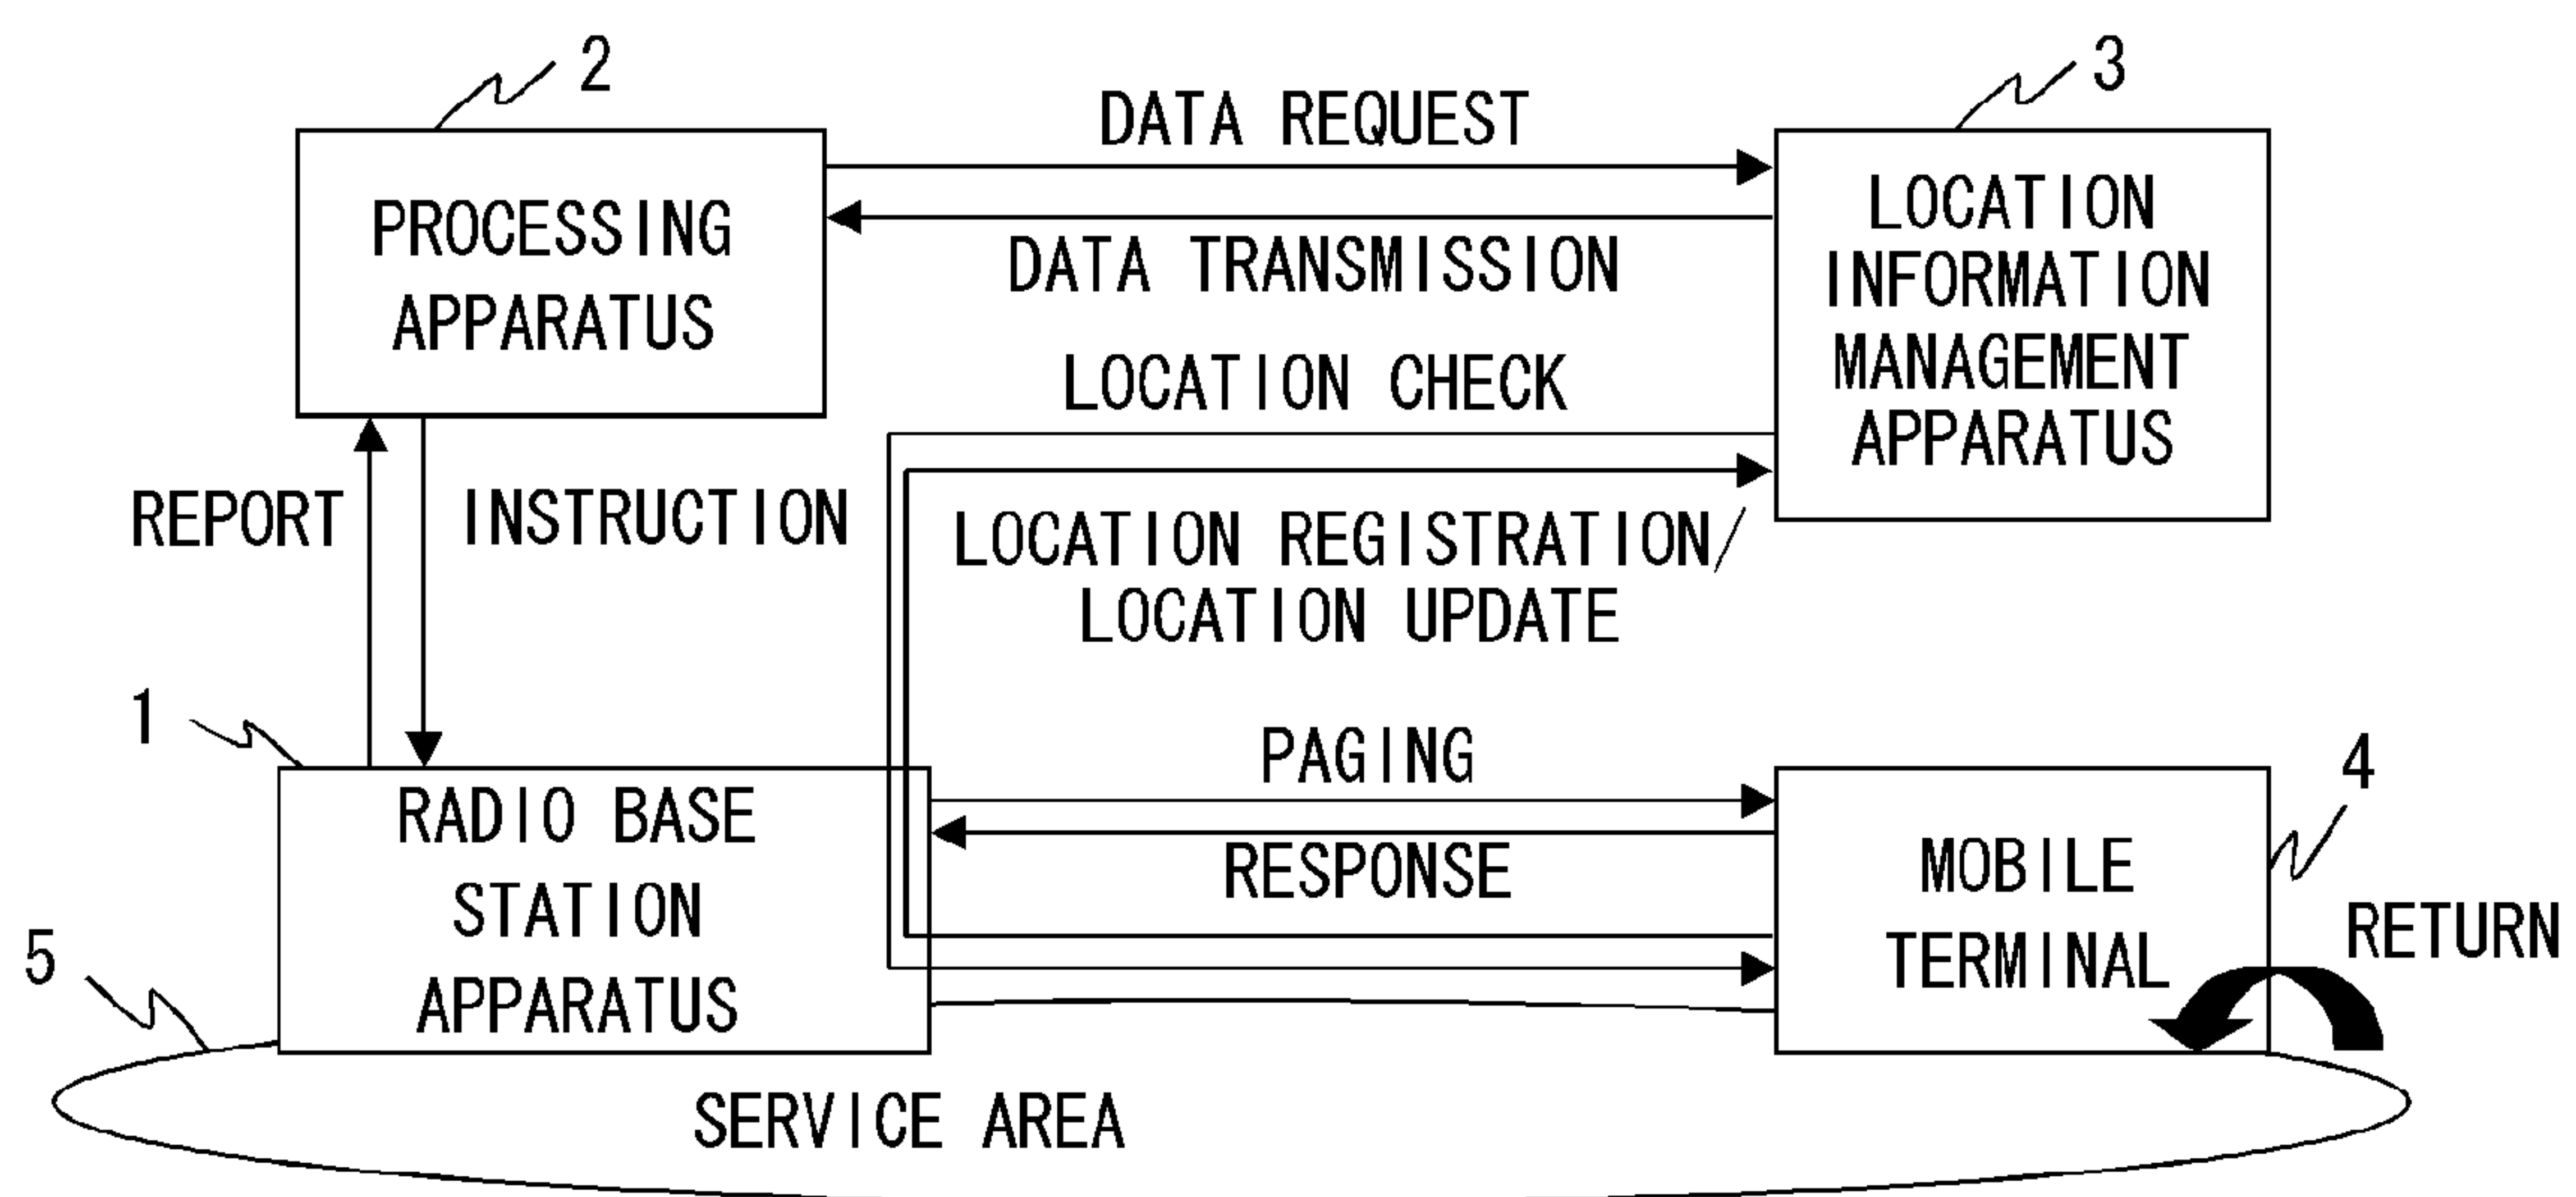 2
3
DATA REQUEST
PROCESSING
APPARATUS
LOCATION
INFORMATION
MANAGEMENT
APPARATUS
DATA TRANSMISSION
LOCATION CHECK
REPORT
INSTRUCTION
LOCATION REGISTRATION/
LOCATION UPDATE
1
PAGING
4
RADIO BASE
STATION
APPARATUS
RESPONSE
MOBILE
TERMINAL
RETURN
5
SERVICE AREA